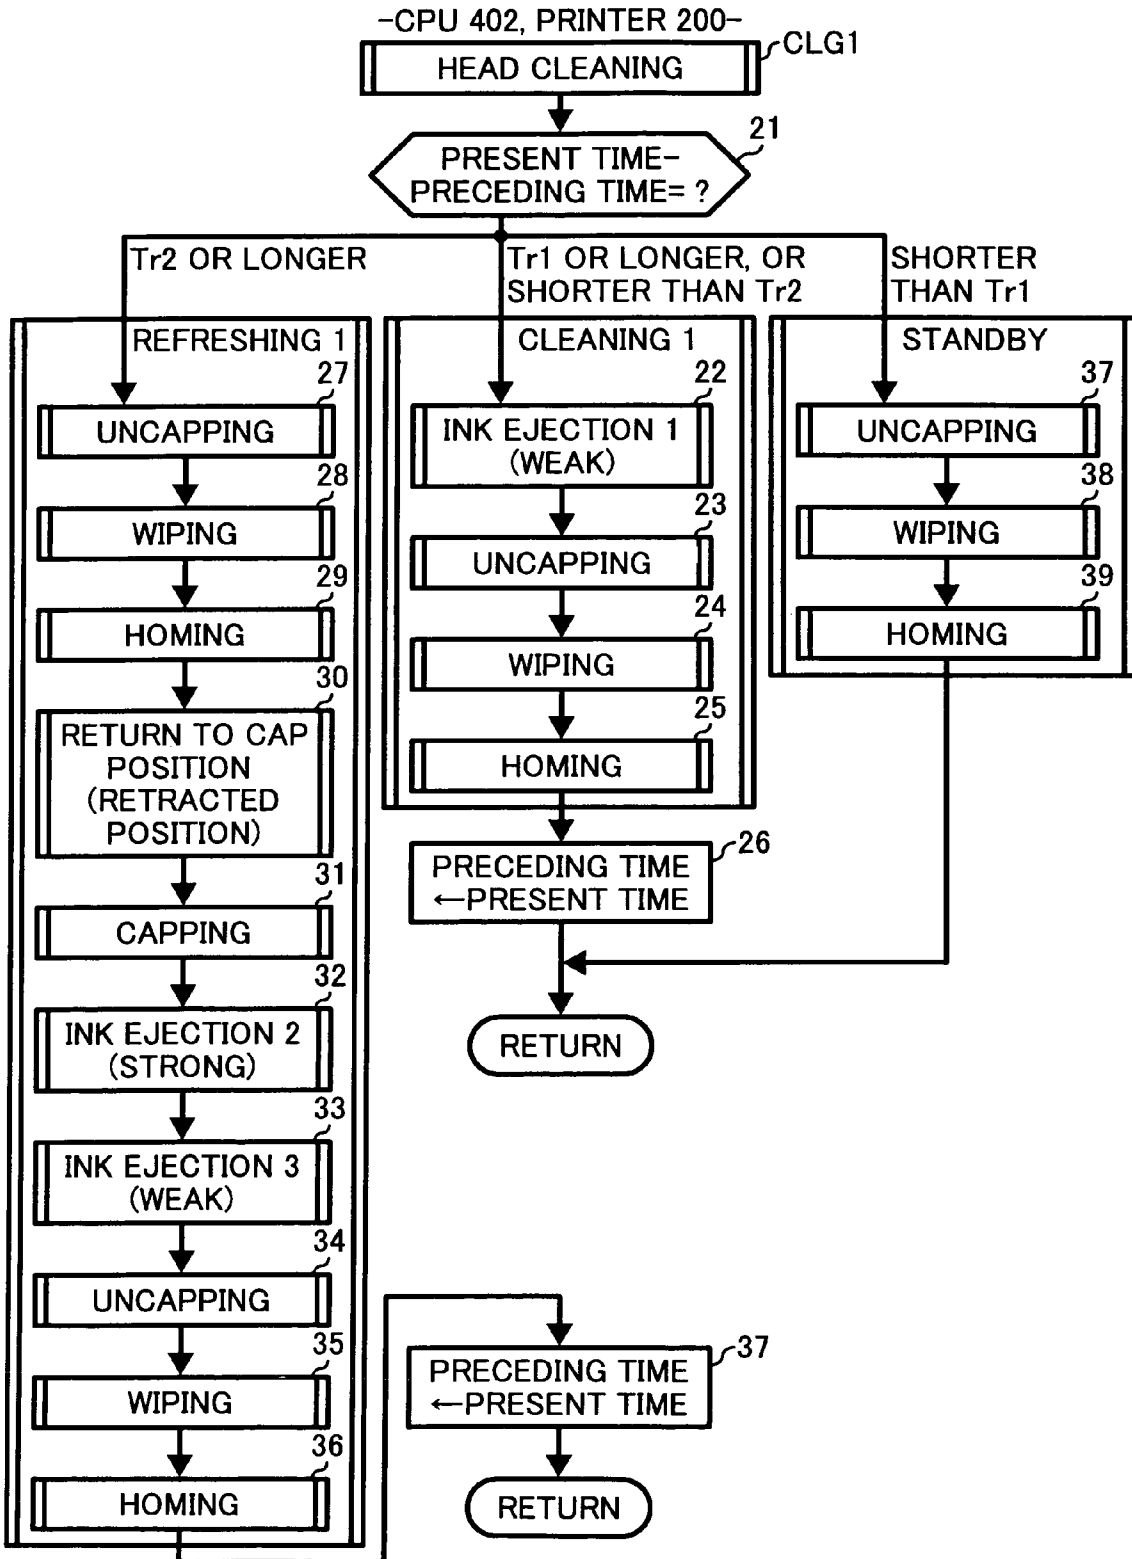 -CPU 402, PRINTER 200-
CLG1
HEAD CLEANING
21
PRESENT TIME-
PRECEDING TIME= ?
Tr2 OR LONGER
Tr1 OR LONGER, OR
SHORTER THAN Tr2
SHORTER
THAN Tr1
REFRESHING 1
27
UNCAPPING
28
WIPING
29
HOMING
30
RETURN TO CAP
POSITION
(RETRACTED
POSITION)
31
CAPPING
32
INK EJECTION 2
(STRONG)
33
INK EJECTION 3
(WEAK)
34
UNCAPPING
35
WIPING
36
HOMING
CLEANING 1
22
INK EJECTION 1
(WEAK)
23
UNCAPPING
24
WIPING
25
HOMING
26
PRECEDING TIME
←PRESENT TIME
RETURN
STANDBY
37
UNCAPPING
38
WIPING
39
HOMING
37
PRECEDING TIME
←PRESENT TIME
RETURN